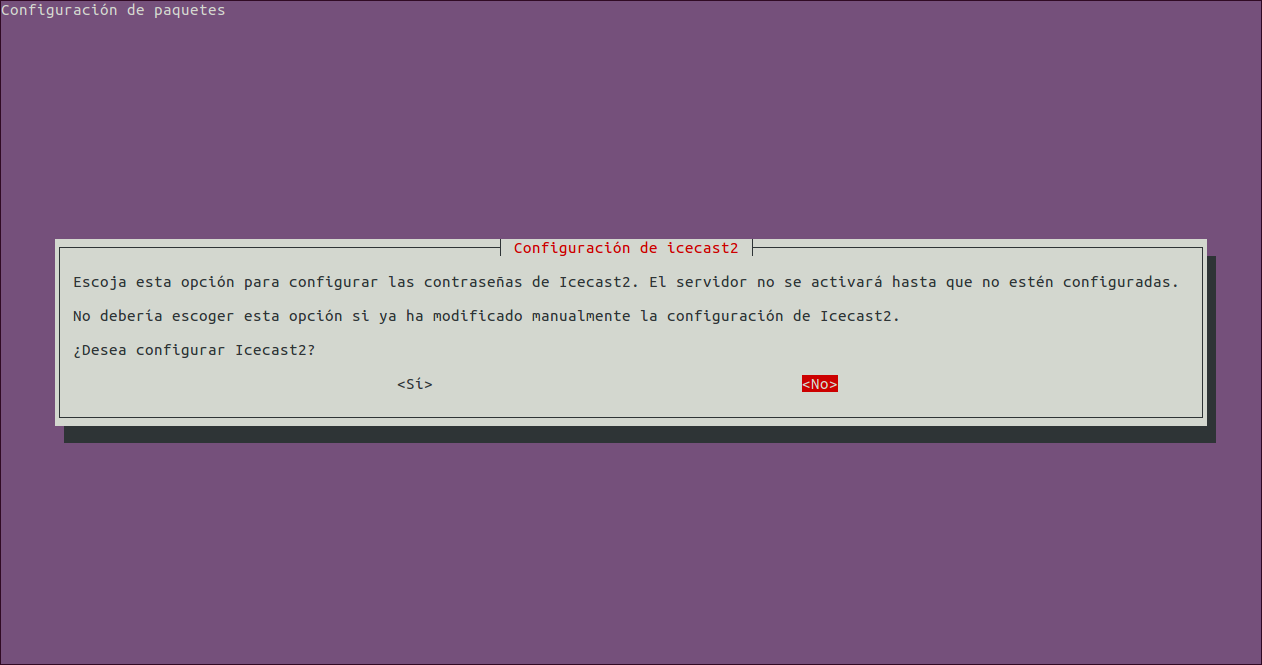 Configuración de paquetes
Configuración de icecast2
Escoja esta opción para configurar las contraseñas de Icecast2. El servidor no se activará hasta que no estén configuradas.
No debería escoger esta opción si ya ha modificado manualmente la configuración de Icecast2.
¿Desea configurar Icecast2?
<Sí> <No>